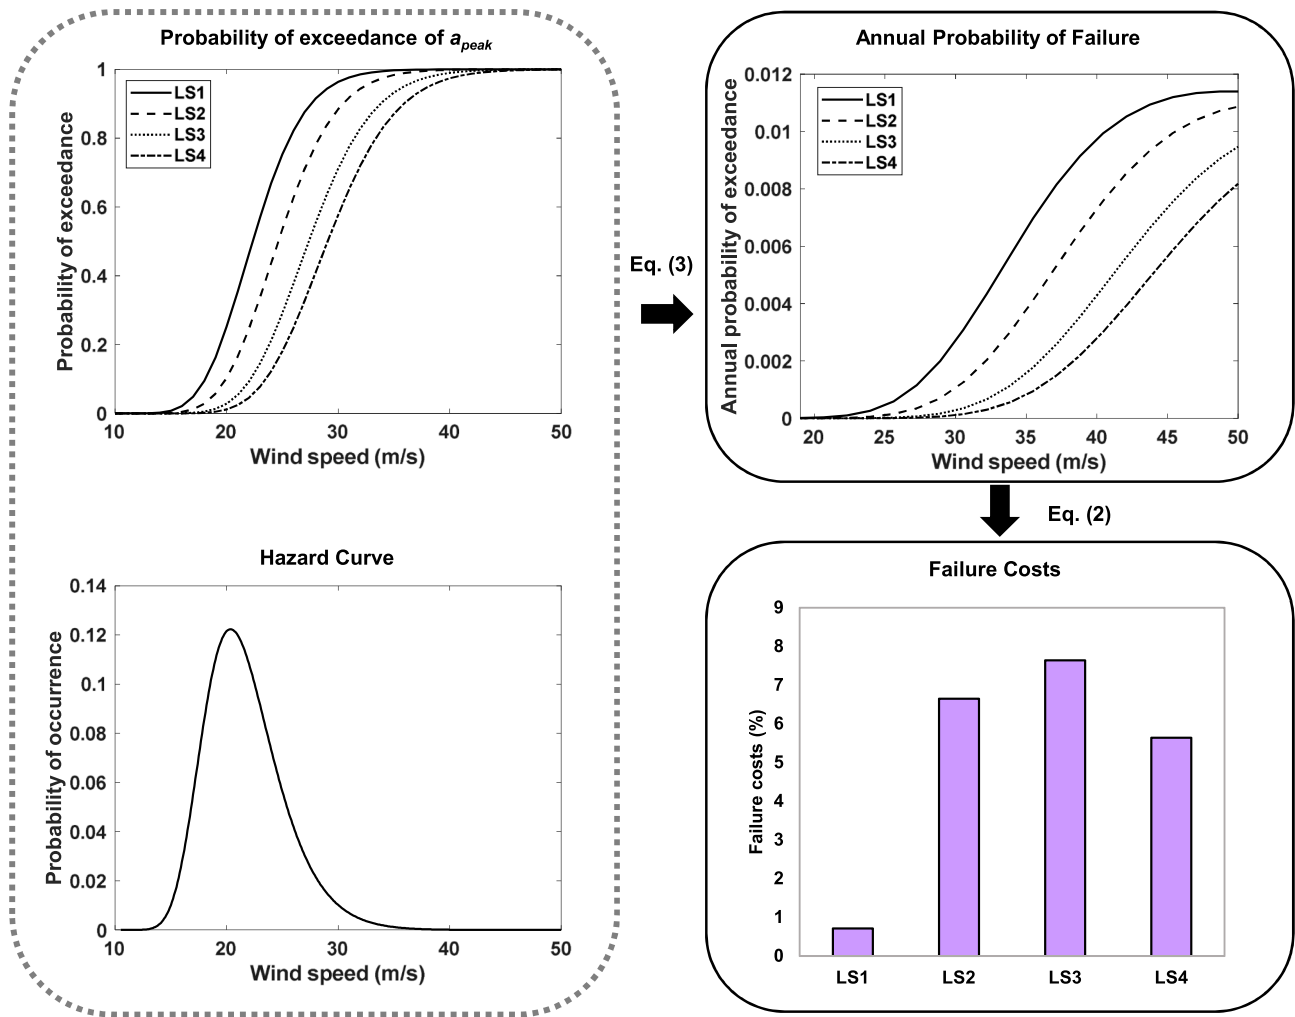 Probability of exceedance of a_peak
Probability of exceedance
1
0.8
0.6
0.4
0.2
0
LS1
LS2
LS3
LS4
10 20 30 40 50
Wind speed (m/s)
Hazard Curve
Probability of occurrence
0.14
0.12
0.1
0.08
0.06
0.04
0.02
0
10 20 30 40 50
Wind speed (m/s)
Eq. (3)
Annual Probability of Failure
Annual probability of exceedance
0.012
0.01
0.008
0.006
0.004
0.002
0
LS1
LS2
LS3
LS4
20 25 30 35 40 45 50
Wind speed (m/s)
Eq. (2)
Failure Costs
Failure costs (%)
9
8
7
6
5
4
3
2
1
0
LS1 LS2 LS3 LS4